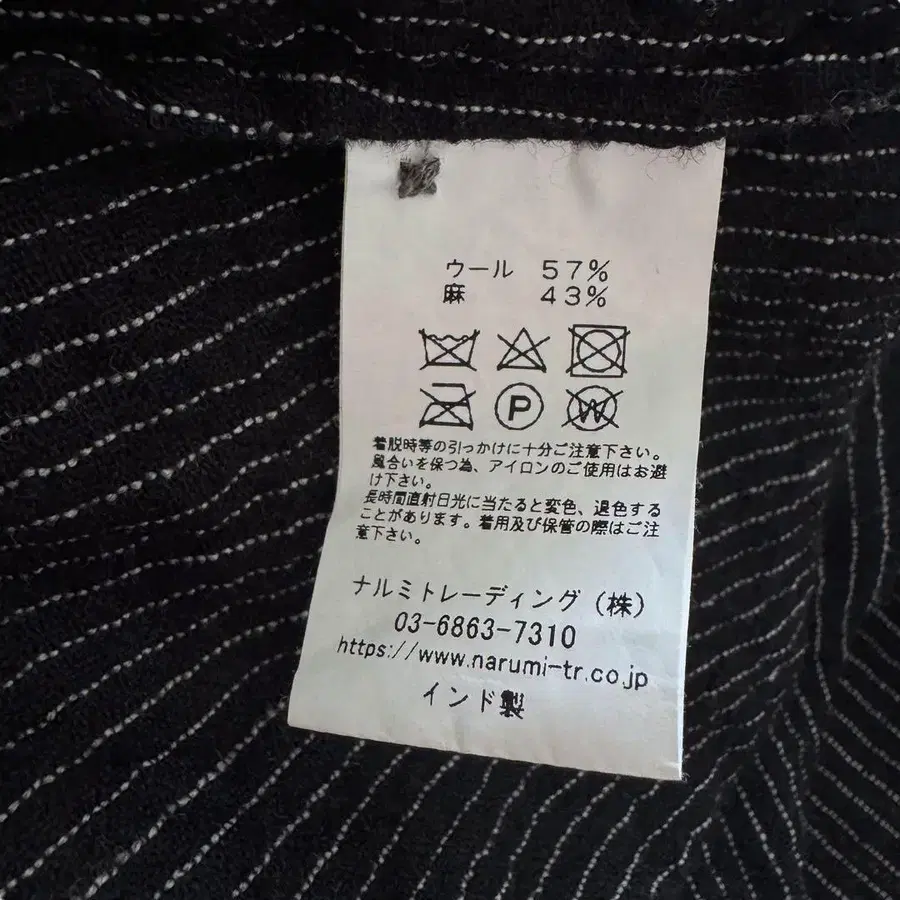 ウール 57%
麻 43%
P W
着脱時等の引っかけに十分ご注意下さい。
風合いを保つ為、アイロンのご使用はお避
け下さい。
長時間直射日光に当たると変色、退色する
ことがあります。着用及び保管の際はご注
意下さい。
ナルミトレーディング (株)
03-6863-7310
https://www.narumi-tr.co.jp
インド製